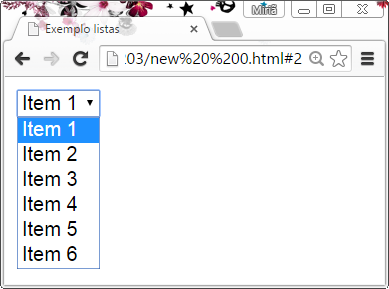 Miriã
Exemplo listas
:03/new%20%200.html#2
Item 1
Item 1
Item 2
Item 3
Item 4
Item 5
Item 6